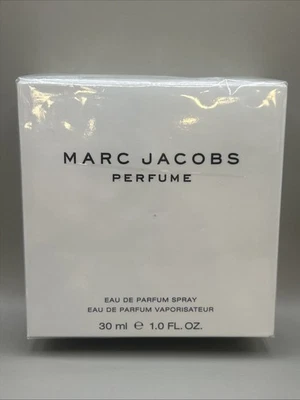 MARC JACOBS
PERFUME
EAU DE PARFUM SPRAY
EAU DE PARFUM VAPORISATEUR
30 ml ℮ 1.0 FL. OZ.